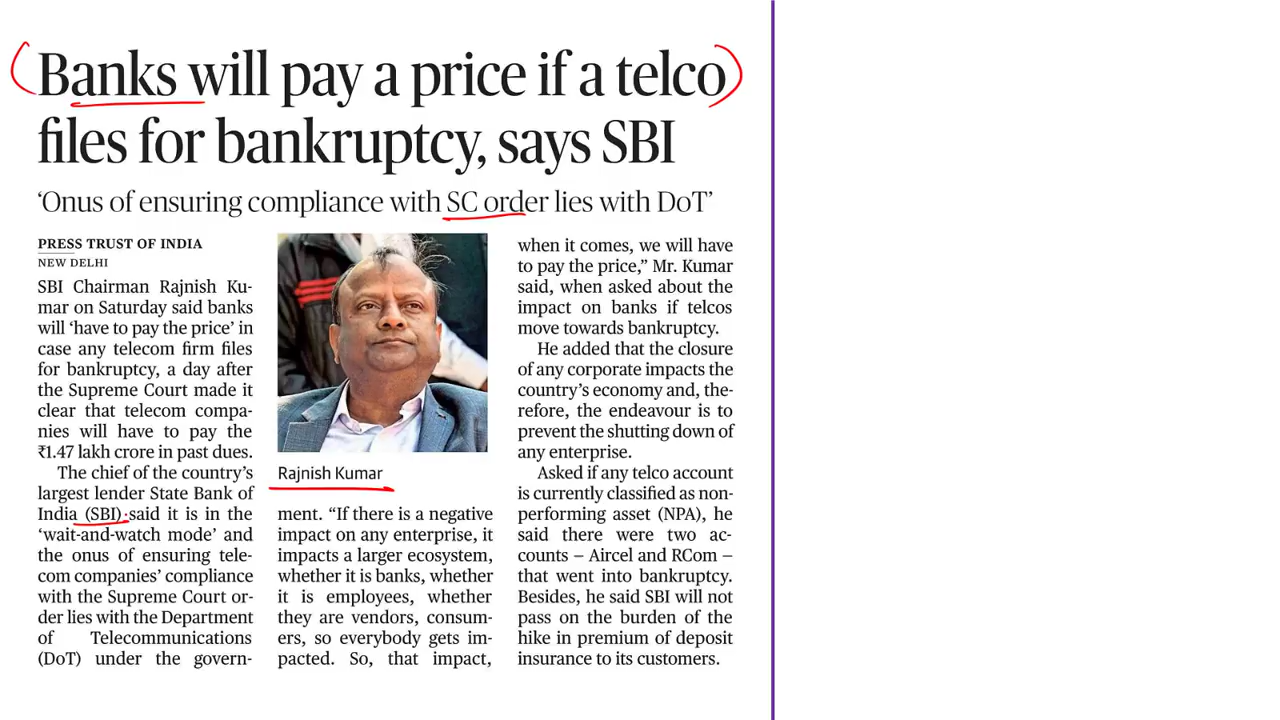 Banks will pay a price if a telco
files for bankruptcy, says SBI
‘Onus of ensuring compliance with SC order lies with DoT’
PRESS TRUST OF INDIA
NEW DELHI
SBI Chairman Rajnish Ku-
mar on Saturday said banks
will ‘have to pay the price’ in
case any telecom firm files
for bankruptcy, a day after
the Supreme Court made it
clear that telecom compa-
nies will have to pay the
₹1.47 lakh crore in past dues.
The chief of the country’s
largest lender State Bank of
India (SBI) said it is in the
‘wait-and-watch mode’ and
the onus of ensuring tele-
com companies’ compliance
with the Supreme Court or-
der lies with the Department
of Telecommunications
(DoT) under the govern-
Rajnish Kumar
ment. “If there is a negative
impact on any enterprise, it
impacts a larger ecosystem,
whether it is banks, whether
it is employees, whether
they are vendors, consum-
ers, so everybody gets im-
pacted. So, that impact,
when it comes, we will have
to pay the price,” Mr. Kumar
said, when asked about the
impact on banks if telcos
move towards bankruptcy.
He added that the closure
of any corporate impacts the
country’s economy and, the-
refore, the endeavour is to
prevent the shutting down of
any enterprise.
Asked if any telco account
is currently classified as non-
performing asset (NPA), he
said there were two ac-
counts – Aircel and RCom –
that went into bankruptcy.
Besides, he said SBI will not
pass on the burden of the
hike in premium of deposit
insurance to its customers.